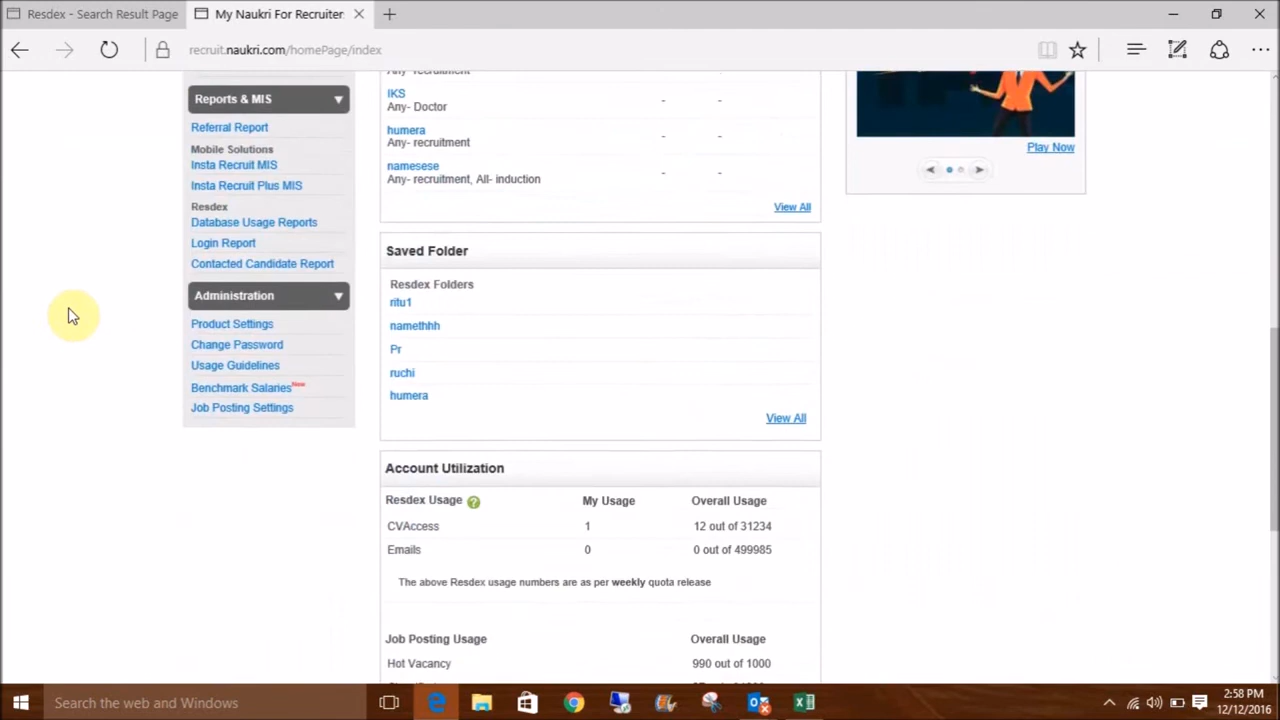 Resdex - Search Result Page
My Naukri For Recruiter
recruit.naukri.com/homePage/index
Reports & MIS
Referral Report
Mobile Solutions
Insta Recruit MIS
Insta Recruit Plus MIS
Resdex
Database Usage Reports
Login Report
Contacted Candidate Report
Administration
Product Settings
Change Password
Usage Guidelines
Benchmark Salaries New
Job Posting Settings
Any- recruitment
IKS
Any- Doctor
- -
humera
Any- recruitment
- -
namesese
Any- recruitment, All- induction
- -
View All
Saved Folder
Resdex Folders
ritu1
namethhh
Pr
ruchi
humera
View All
Account Utilization
Resdex Usage ? My Usage Overall Usage
CVAccess 1 12 out of 31234
Emails 0 0 out of 499985
The above Resdex usage numbers are as per weekly quota release
Job Posting Usage Overall Usage
Hot Vacancy 990 out of 1000
Play Now
Search the web and Windows
2:58 PM
12/12/2016